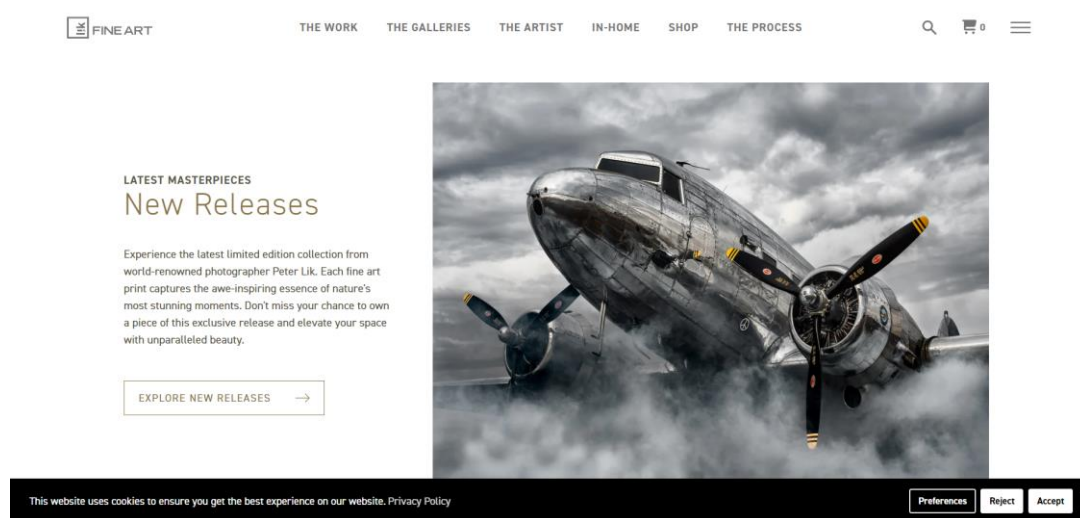 lik FINE ART
THE WORK THE GALLERIES THE ARTIST IN-HOME SHOP THE PROCESS 0
LATEST MASTERPIECES
New Releases
Experience the latest limited edition collection from
world-renowned photographer Peter Lik. Each fine art
print captures the awe-inspiring essence of nature's
most stunning moments. Don't miss your chance to own
a piece of this exclusive release and elevate your space
with unparalleled beauty.
EXPLORE NEW RELEASES
This website uses cookies to ensure you get the best experience on our website. Privacy Policy
Preferences Reject Accept